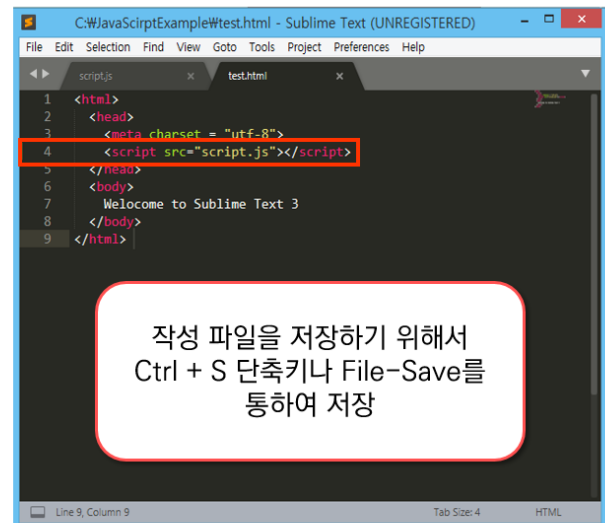 C:₩JavaScirptExample₩test.html - Sublime Text (UNREGISTERED)
File Edit Selection Find View Goto Tools Project Preferences Help
script.js × test.html ×
1 <html>
2 <head>
3 <meta charset = "utf-8">
4 <script src="script.js"></script>
5 </head>
6 <body>
7 Welocome to Sublime Text 3
8 </body>
9 </html>
작성 파일을 저장하기 위해서
Ctrl + S 단축키나 File-Save를
통하여 저장
Line 9, Column 9 Tab Size: 4 HTML